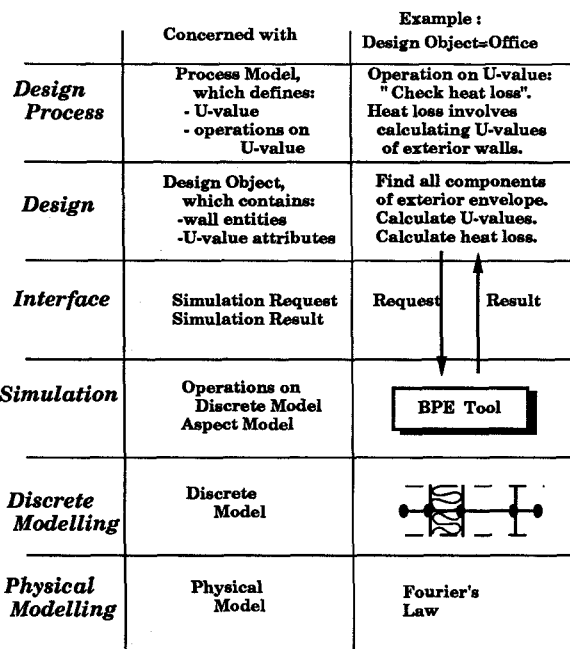 Concerned with
Example :
Design Object=Office
Design
Process
Process Model,
which defines:
- U-value
- operations on
U-value
Operation on U-value:
"Check heat loss".
Heat loss involves
calculating U-values
of exterior walls.
Design
Design Object,
which contains:
-wall entities
-U-value attributes
Find all components
of exterior envelope.
Calculate U-values.
Calculate heat loss.
Interface
Simulation Request
Simulation Result
Request
Result
Simulation
Operations on
Discrete Model
Aspect Model
BPE Tool
Discrete
Modelling
Discrete
Model
Physical
Modelling
Physical
Model
Fourier's
Law